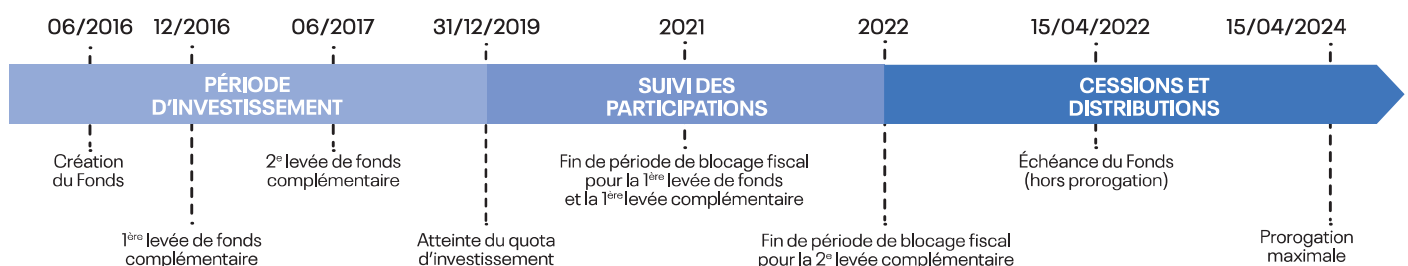 06/2016 12/2016 06/2017 31/12/2019 2021 2022 15/04/2022 15/04/2024
PÉRIODE
D'INVESTISSEMENT
SUIVI DES
PARTICIPATIONS
CESSIONS ET
DISTRIBUTIONS
Création
du Fonds
2e levée de fonds
complémentaire
Fin de période de blocage fiscal
pour la 1ère levée de fonds
et la 1ère levée complémentaire
Échéance du Fonds
(hors prorogation)
1ère levée de fonds
complémentaire
Atteinte du quota
d'investissement
Fin de période de blocage fiscal
pour la 2e levée complémentaire
Prorogation
maximale